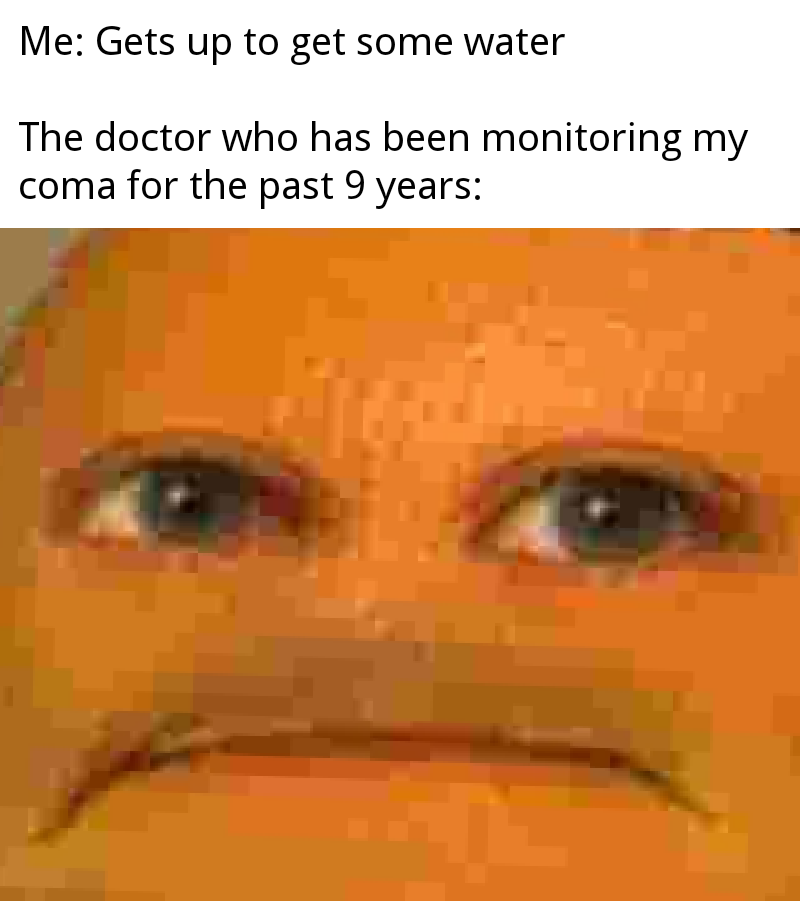 Me: Gets up to get some water
The doctor who has been monitoring my
coma for the past 9 years: